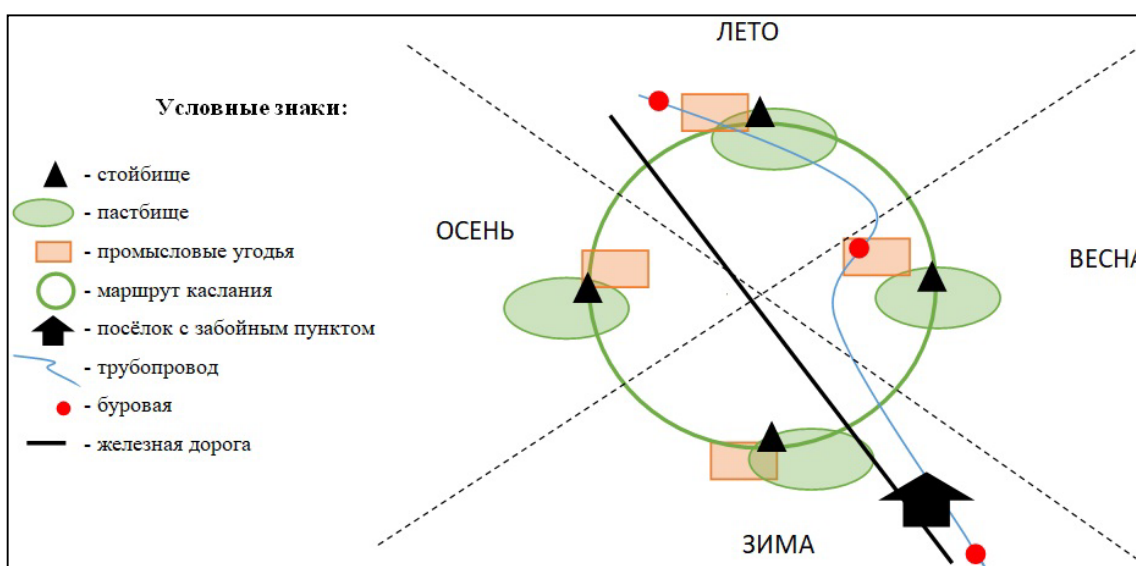 ЛЕТО
Условные знаки:
- стойбище
- пастбище
- промысловые угодья
- маршрут каслания
- посёлок с забойным пунктом
- трубопровод
- буровая
- железная дорога
ОСЕНЬ
ВЕСНА
ЗИМА